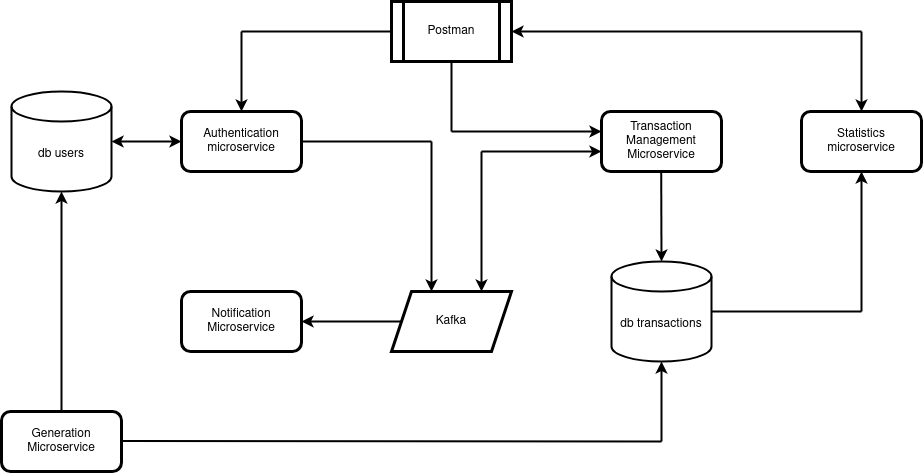 Postman
Authentication
microservice
Transaction
Management
Microservice
Statistics
microservice
db users
Notification
Microservice
Kafka
db transactions
Generation
Microservice